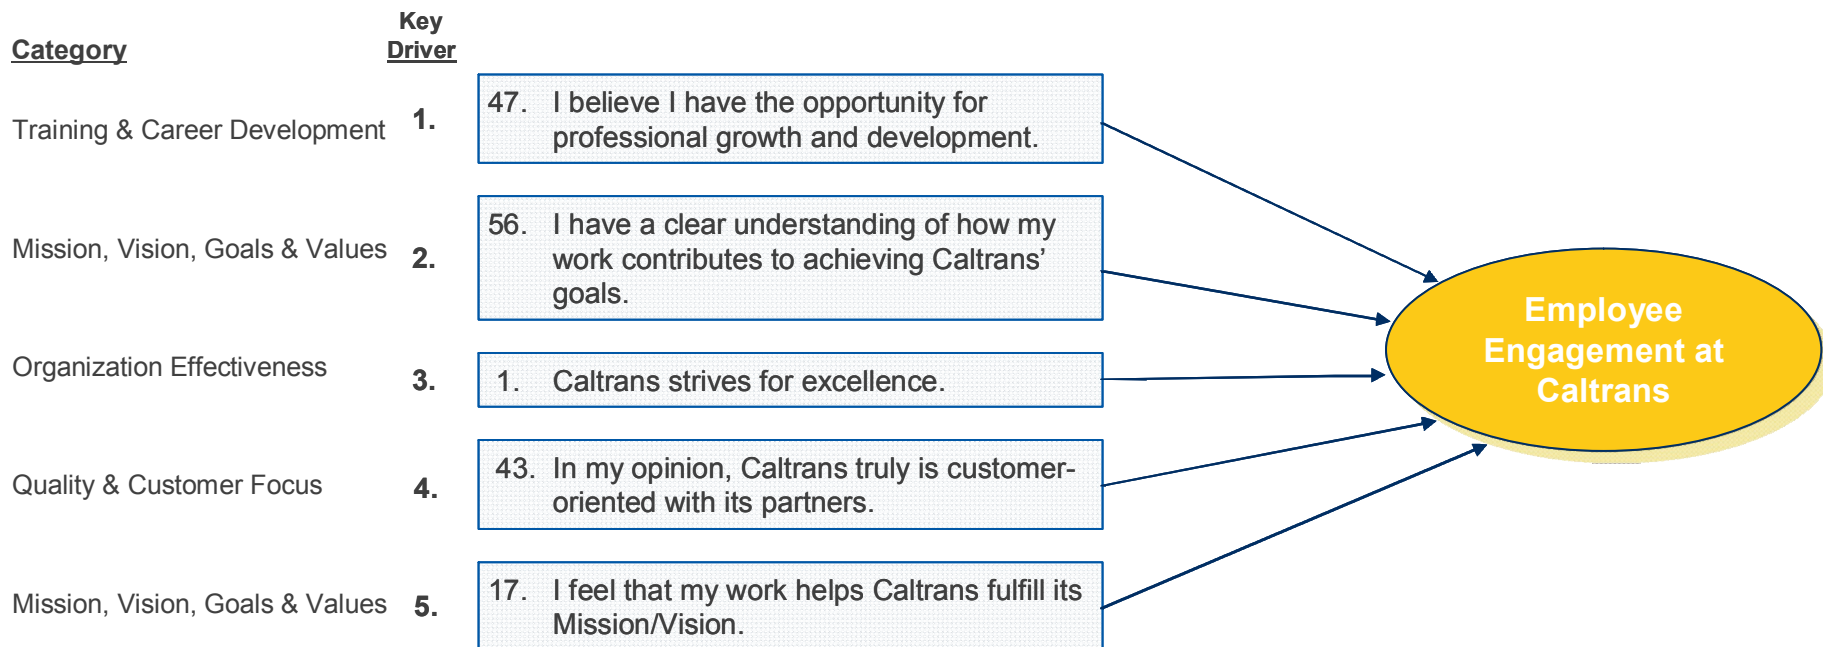 Key
Category Driver
Training & Career Development 1. 47. I believe I have the opportunity for
professional growth and development.
Mission, Vision, Goals & Values 2. 56. I have a clear understanding of how my
work contributes to achieving Caltrans’
goals.
Organization Effectiveness 3. 1. Caltrans strives for excellence.
Quality & Customer Focus 4. 43. In my opinion, Caltrans truly is customer-
oriented with its partners.
Mission, Vision, Goals & Values 5. 17. I feel that my work helps Caltrans fulfill its
Mission/Vision.
Employee
Engagement at
Caltrans